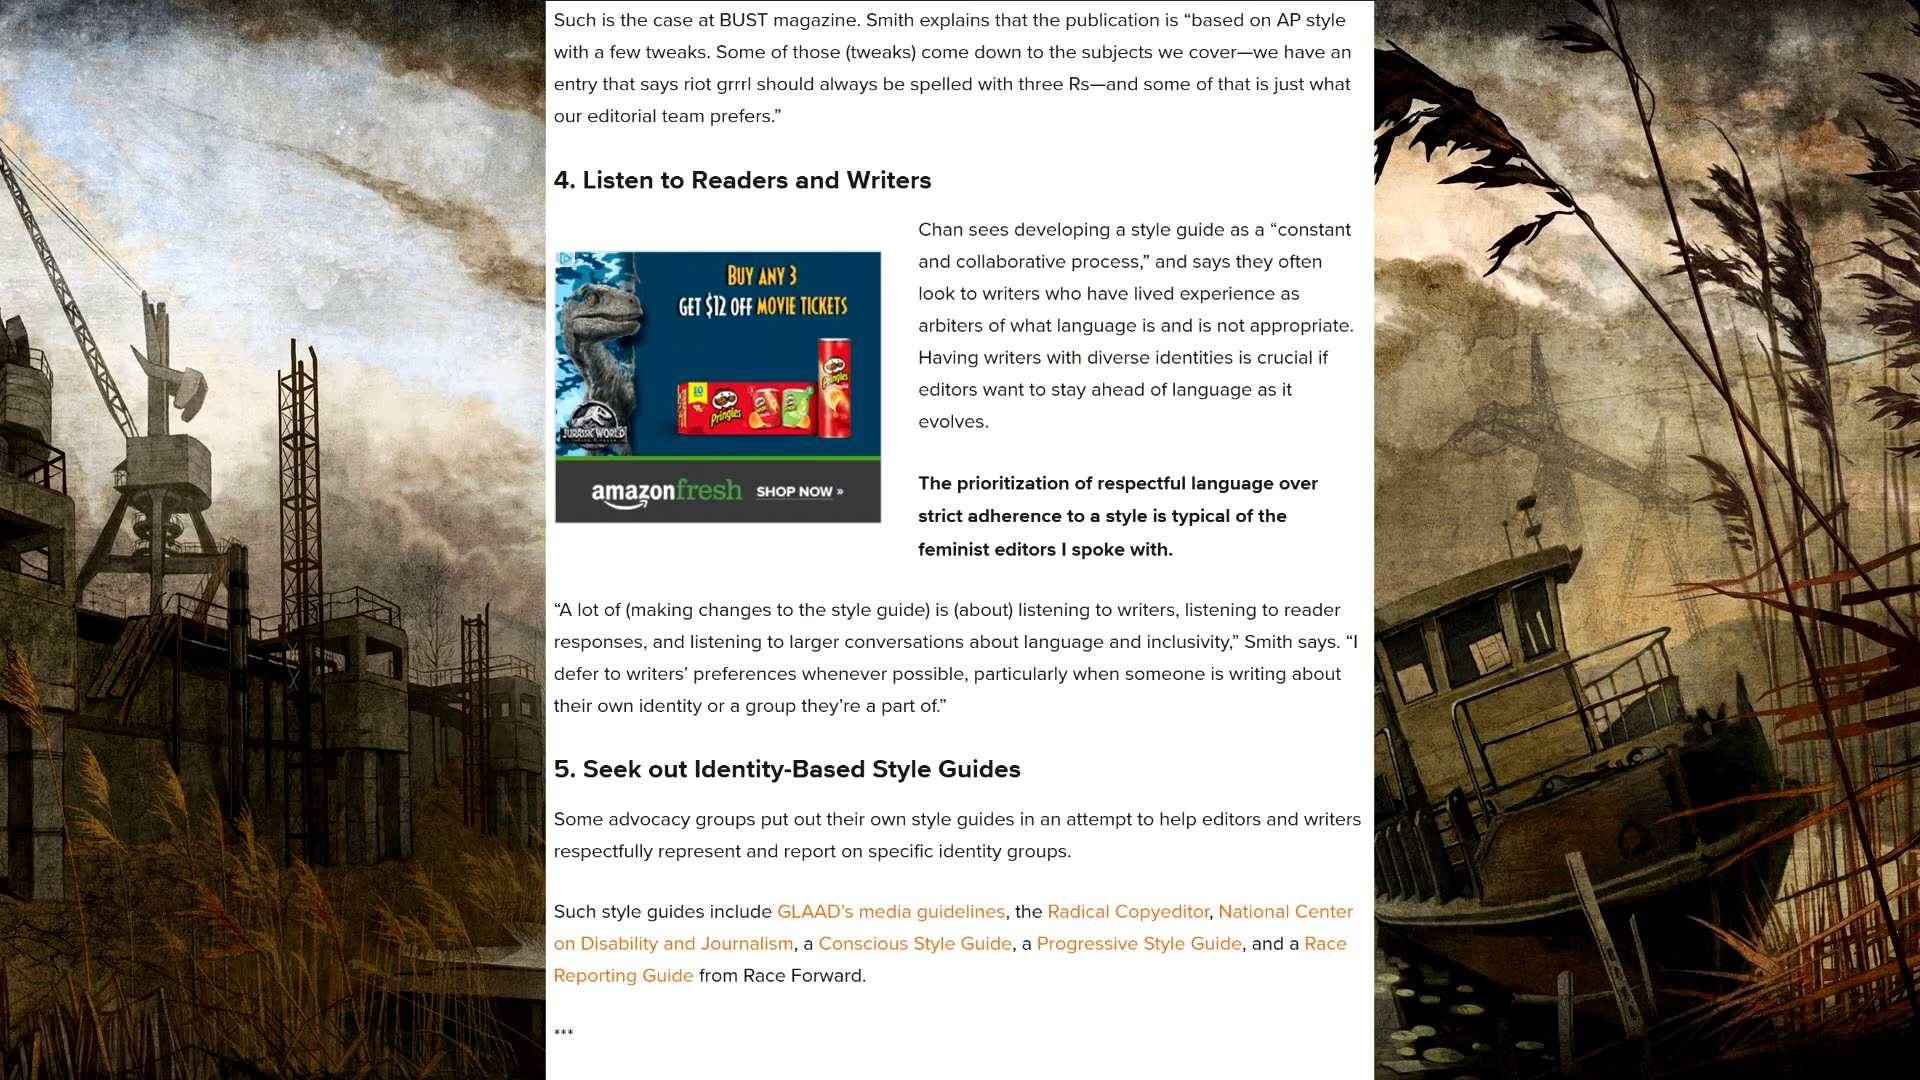 Such is the case at BUST magazine. Smith explains that the publication is “based on AP style
with a few tweaks. Some of those (tweaks) come down to the subjects we cover—we have an
entry that says riot grrrl should always be spelled with three Rs—and some of that is just what
our editorial team prefers.”
4. Listen to Readers and Writers
BUY ANY 3
GET $12 OFF MOVIE TICKETS
10
Pringles
Pringles
JURASSIC WORLD
amazonfresh SHOP NOW »
Chan sees developing a style guide as a “constant
and collaborative process,” and says they often
look to writers who have lived experience as
arbiters of what language is and is not appropriate.
Having writers with diverse identities is crucial if
editors want to stay ahead of language as it
evolves.
The prioritization of respectful language over
strict adherence to a style is typical of the
feminist editors I spoke with.
“A lot of (making changes to the style guide) is (about) listening to writers, listening to reader
responses, and listening to larger conversations about language and inclusivity,” Smith says. “I
defer to writers’ preferences whenever possible, particularly when someone is writing about
their own identity or a group they’re a part of.”
5. Seek out Identity-Based Style Guides
Some advocacy groups put out their own style guides in an attempt to help editors and writers
respectfully represent and report on specific identity groups.
Such style guides include GLAAD’s media guidelines, the Radical Copyeditor, National Center
on Disability and Journalism, a Conscious Style Guide, a Progressive Style Guide, and a Race
Reporting Guide from Race Forward.
***